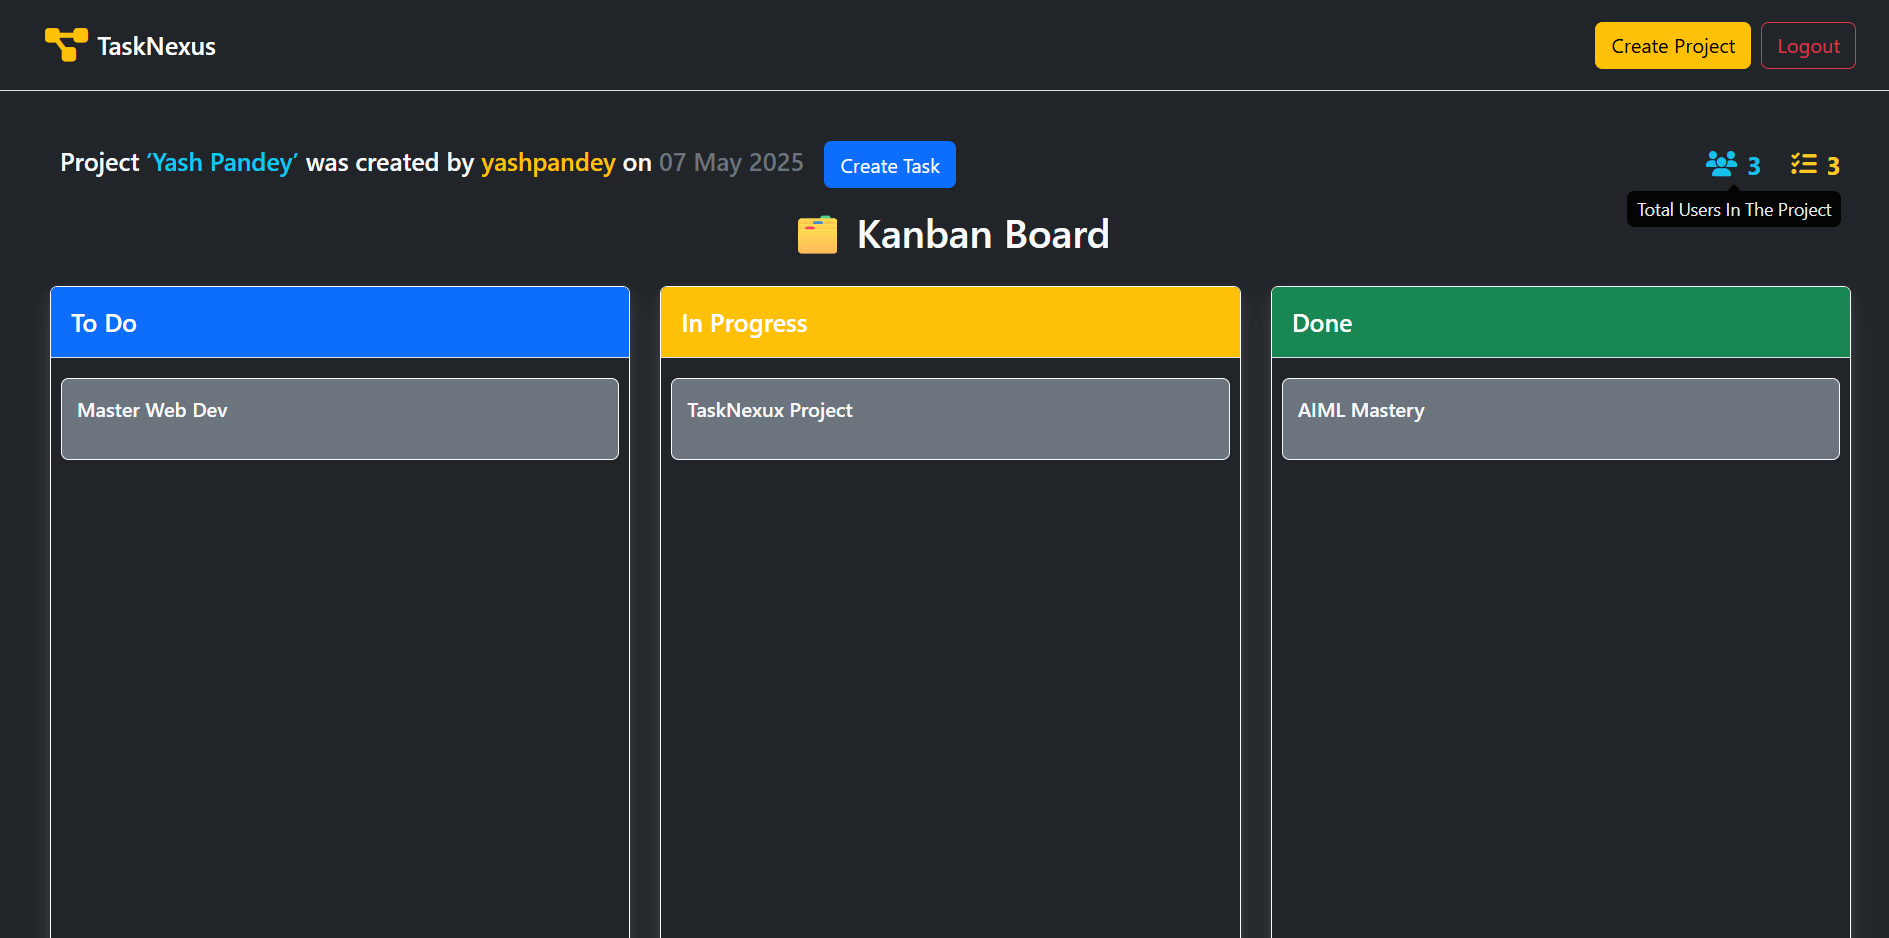 TaskNexus
Create Project
Logout
Project ‘Yash Pandey’ was created by yashpandey on 07 May 2025
Create Task
3
3
Total Users In The Project
Kanban Board
To Do
In Progress
Done
Master Web Dev
TaskNexux Project
AIML Mastery